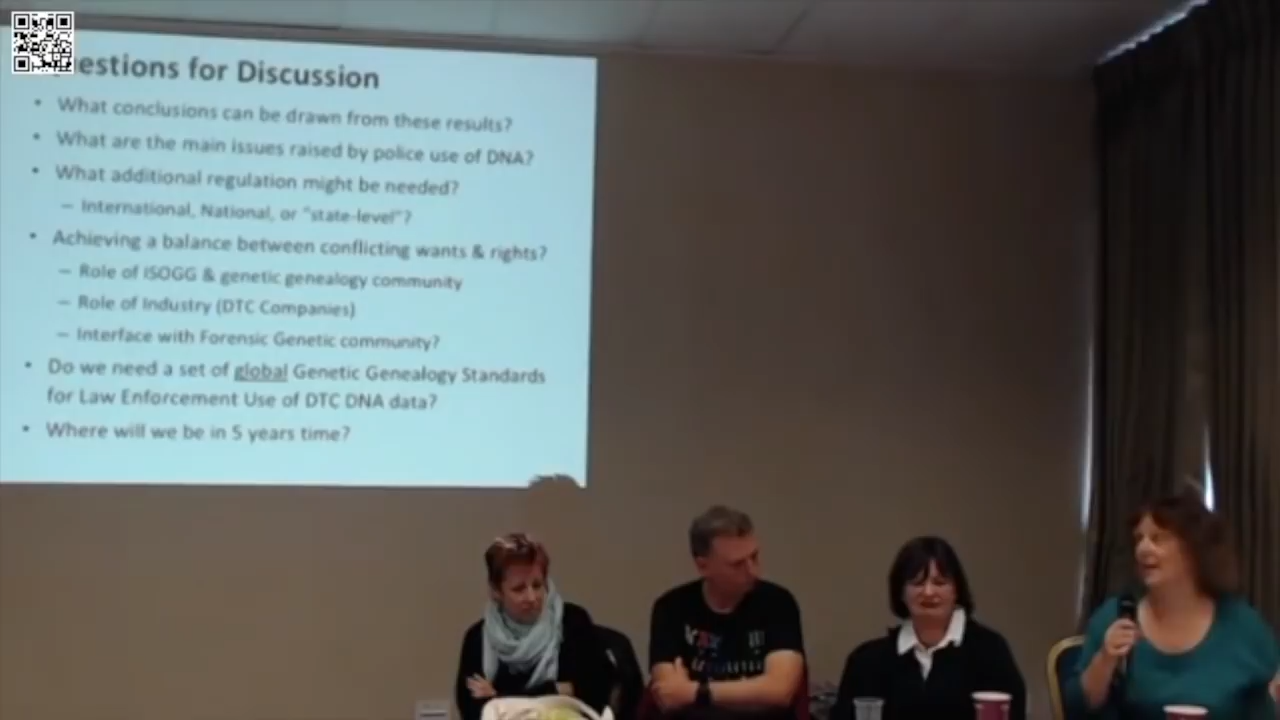 estions for Discussion
• What conclusions can be drawn from these results?
• What are the main issues raised by police use of DNA?
• What additional regulation might be needed?
– International, National, or "state-level"?
• Achieving a balance between conflicting wants & rights?
– Role of ISOGG & genetic genealogy community
– Role of Industry (DTC Companies)
– Interface with Forensic Genetic community?
• Do we need a set of global Genetic Genealogy Standards
for Law Enforcement Use of DTC DNA data?
• Where will we be in 5 years time?